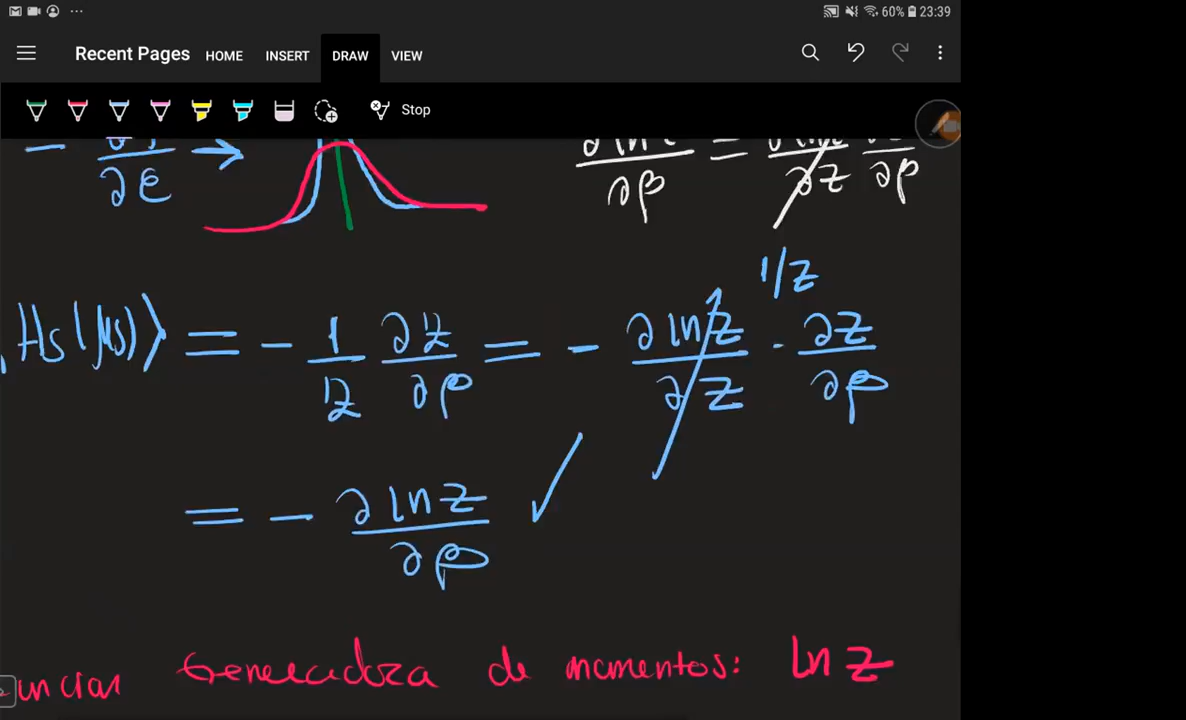 60% 23:39
Recent Pages HOME INSERT DRAW VIEW
Stop
- ∂/∂ε →
∂ ln z/∂β = ∂ ln z/∂z ∂z/∂β
1/z
Hs(μs)⟩ = - 1/z ∂z/∂β = - ∂ ln z/∂z · ∂z/∂β
= - ∂ ln z/∂β ✓
Generadora de momentos: ln z